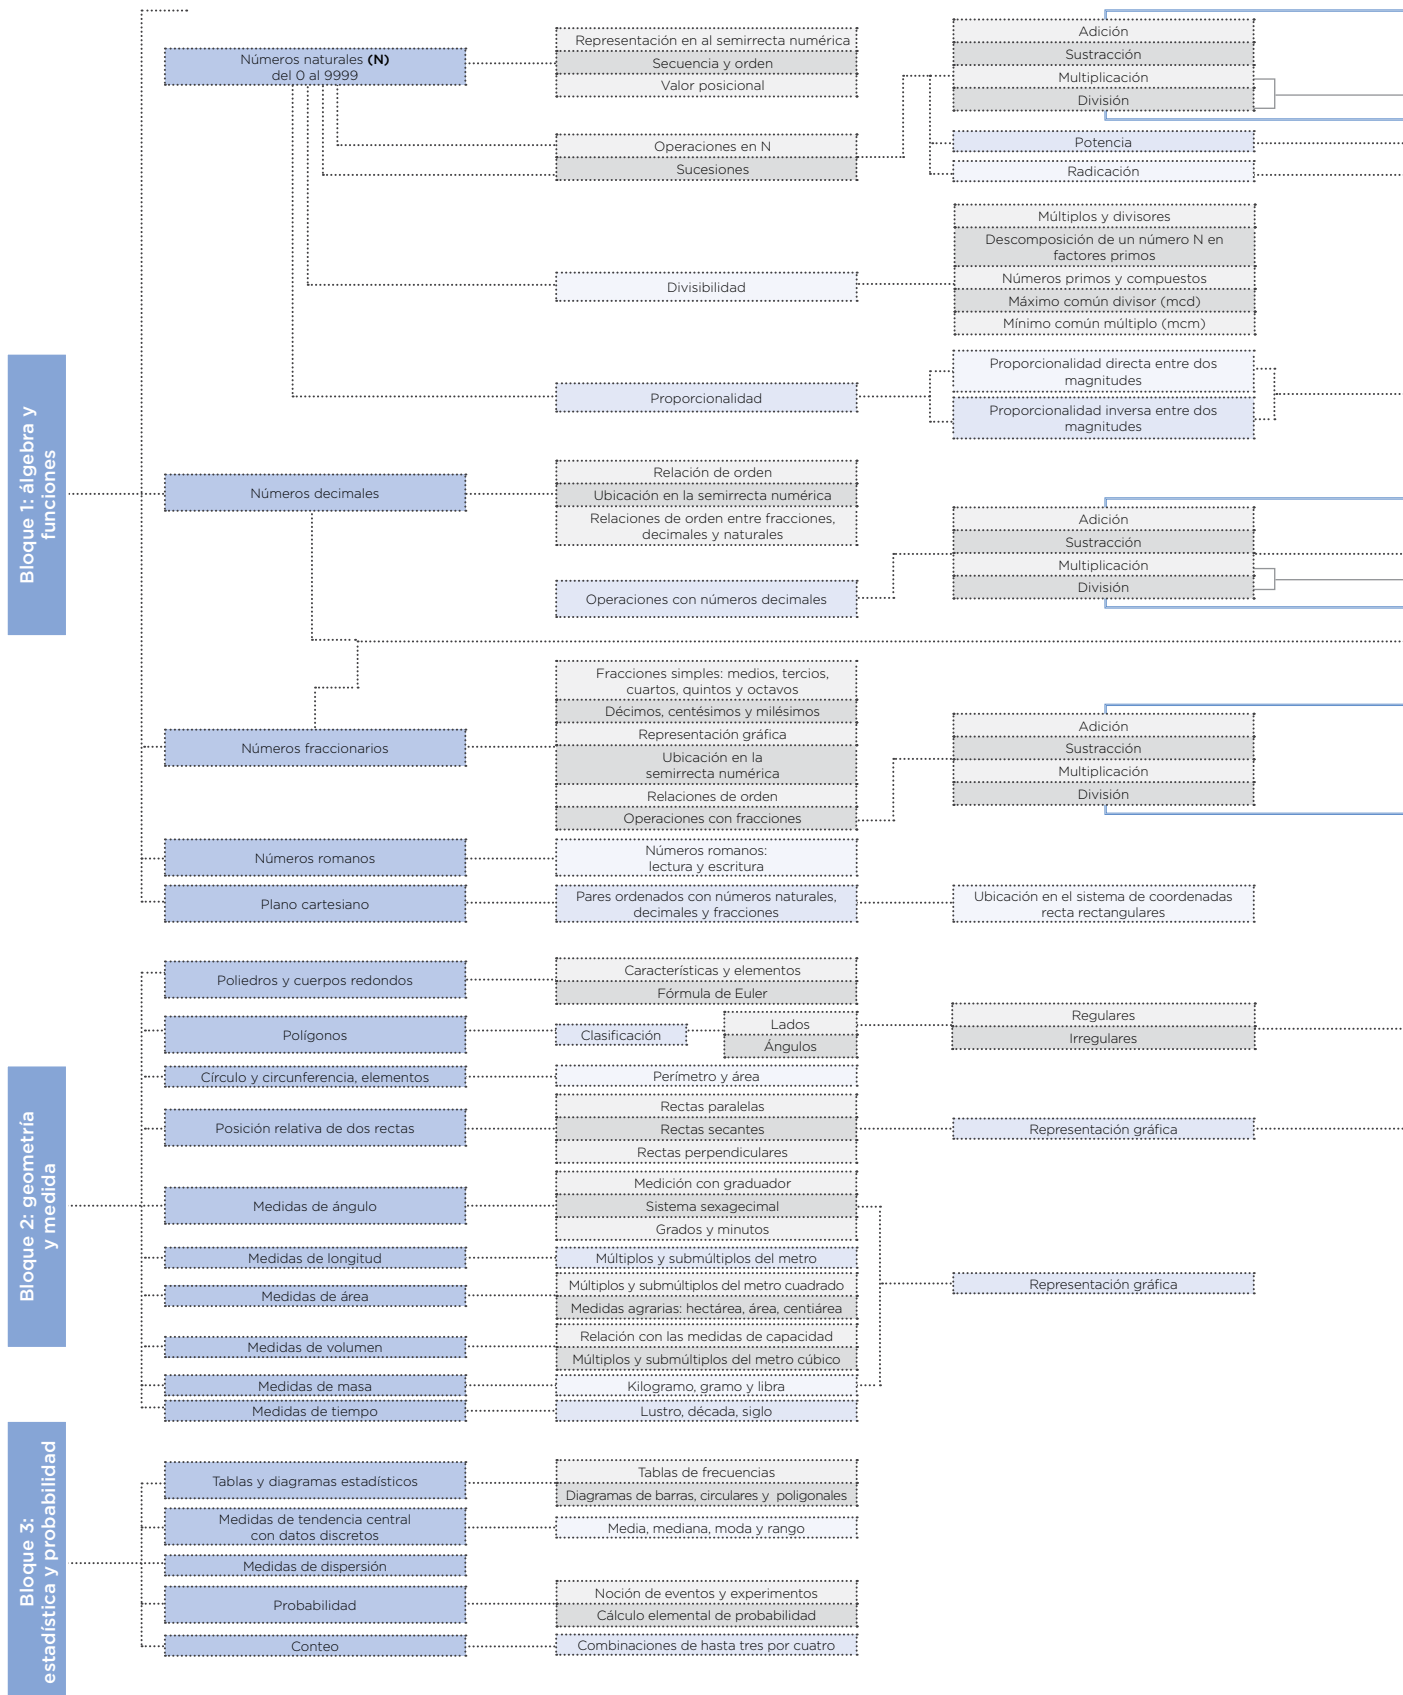 Bloque 1: álgebra y
funciones
Números naturales (N)
del 0 al 9999
Representación en al semirrecta numérica
Secuencia y orden
Valor posicional
Operaciones en N
Sucesiones
Adición
Sustracción
Multiplicación
División
Potencia
Radicación
Divisibilidad
Múltiplos y divisores
Descomposición de un número N en
factores primos
Números primos y compuestos
Máximo común divisor (mcd)
Mínimo común múltiplo (mcm)
Proporcionalidad
Proporcionalidad directa entre dos
magnitudes
Proporcionalidad inversa entre dos
magnitudes
Números decimales
Relación de orden
Ubicación en la semirrecta numérica
Relaciones de orden entre fracciones,
decimales y naturales
Operaciones con números decimales
Adición
Sustracción
Multiplicación
División
Números fraccionarios
Fracciones simples: medios, tercios,
cuartos, quintos y octavos
Décimos, centésimos y milésimos
Representación gráfica
Ubicación en la
semirrecta numérica
Relaciones de orden
Operaciones con fracciones
Adición
Sustracción
Multiplicación
División
Números romanos
Números romanos:
lectura y escritura
Plano cartesiano
Pares ordenados con números naturales,
decimales y fracciones
Ubicación en el sistema de coordenadas
recta rectangulares
Bloque 2: geometría
y medida
Poliedros y cuerpos redondos
Características y elementos
Fórmula de Euler
Polígonos
Clasificación
Lados
Ángulos
Regulares
Irregulares
Círculo y circunferencia, elementos
Perímetro y área
Posición relativa de dos rectas
Rectas paralelas
Rectas secantes
Rectas perpendiculares
Representación gráfica
Medidas de ángulo
Medición con graduador
Sistema sexagecimal
Grados y minutos
Medidas de longitud
Múltiplos y submúltiplos del metro
Medidas de área
Múltiplos y submúltiplos del metro cuadrado
Medidas agrarias: hectárea, área, centiárea
Representación gráfica
Medidas de volumen
Relación con las medidas de capacidad
Múltiplos y submúltiplos del metro cúbico
Medidas de masa
Kilogramo, gramo y libra
Medidas de tiempo
Lustro, década, siglo
Bloque 3:
estadística y probabilidad
Tablas y diagramas estadísticos
Tablas de frecuencias
Diagramas de barras, circulares y poligonales
Medidas de tendencia central
con datos discretos
Media, mediana, moda y rango
Medidas de dispersión
Probabilidad
Noción de eventos y experimentos
Cálculo elemental de probabilidad
Conteo
Combinaciones de hasta tres por cuatro